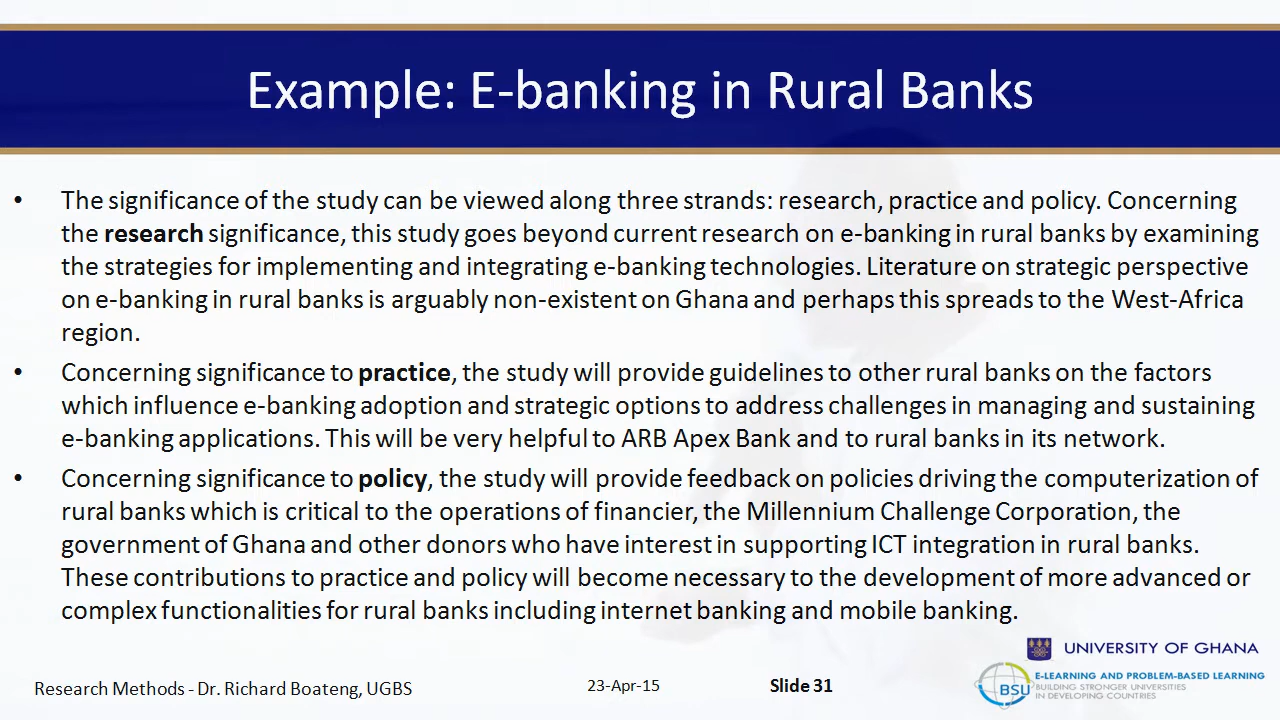 Example: E-banking in Rural Banks
• The significance of the study can be viewed along three strands: research, practice and policy. Concerning
the research significance, this study goes beyond current research on e-banking in rural banks by examining
the strategies for implementing and integrating e-banking technologies. Literature on strategic perspective
on e-banking in rural banks is arguably non-existent on Ghana and perhaps this spreads to the West-Africa
region.
• Concerning significance to practice, the study will provide guidelines to other rural banks on the factors
which influence e-banking adoption and strategic options to address challenges in managing and sustaining
e-banking applications. This will be very helpful to ARB Apex Bank and to rural banks in its network.
• Concerning significance to policy, the study will provide feedback on policies driving the computerization of
rural banks which is critical to the operations of financier, the Millennium Challenge Corporation, the
government of Ghana and other donors who have interest in supporting ICT integration in rural banks.
These contributions to practice and policy will become necessary to the development of more advanced or
complex functionalities for rural banks including internet banking and mobile banking.
UNIVERSITY OF GHANA
Research Methods - Dr. Richard Boateng, UGBS
23-Apr-15
Slide 31
BSU
E-LEARNING AND PROBLEM-BASED LEARNING
BUILDING STRONGER UNIVERSITIES
IN DEVELOPING COUNTRIES